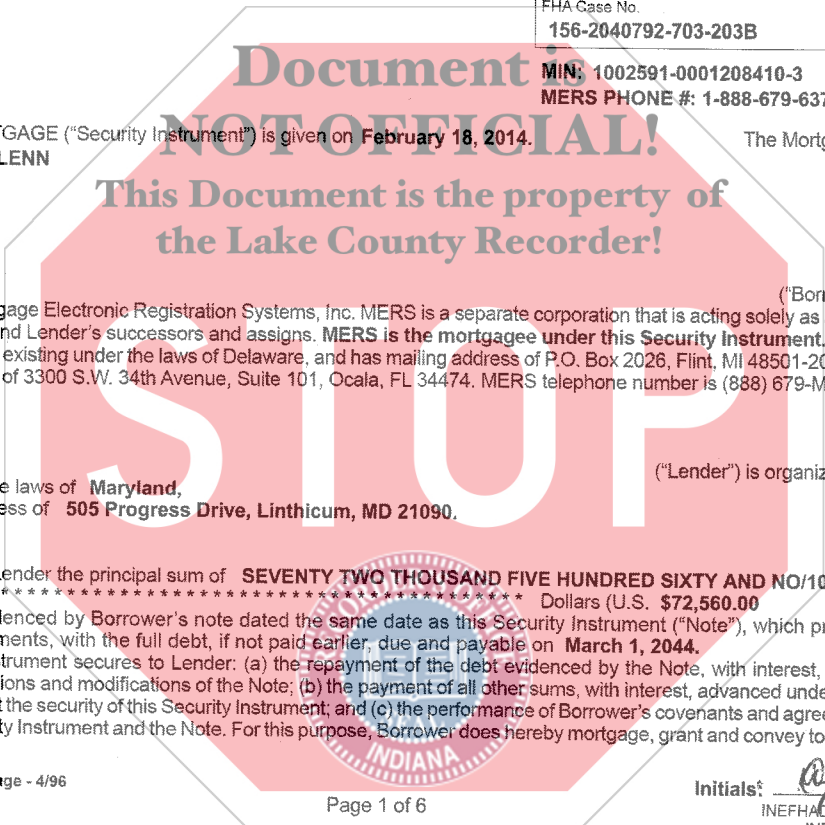 FHA Case No.
156-2040792-703-203B
Document is
MIN: 1002591-0001208410-3
MERS PHONE #: 1-888-679-637
GAGE ("Security Instrument") is given on February 18, 2014. The Mortg
NOT OFFICIAL!
LENN
This Document is the property of
the Lake County Recorder!
("Borr
gage Electronic Registration Systems, Inc. MERS is a separate corporation that is acting solely as
nd Lender's successors and assigns. MERS is the mortgagee under this Security Instrument.
existing under the laws of Delaware, and has mailing address of P.O. Box 2026, Flint, MI 48501-20
of 3300 S.W. 34th Avenue, Suite 101, Ocala, FL 34474. MERS telephone number is (888) 679-M
STOP
("Lender") is organiz
e laws of Maryland,
ess of 505 Progress Drive, Linthicum, MD 21090.
ender the principal sum of SEVENTY TWO THOUSAND FIVE HUNDRED SIXTY AND NO/10
* * * * * * * * * * * * * * * * * * * * * * * * * * * * * * * * * * * * * * * * Dollars (U.S. $72,560.00
denced by Borrower's note dated the same date as this Security Instrument ("Note"), which pr
ments, with the full debt, if not paid earlier, due and payable on March 1, 2044.
trument secures to Lender: (a) the repayment of the debt evidenced by the Note, with interest,
ions and modifications of the Note; (b) the payment of all other sums, with interest, advanced unde
t the security of this Security Instrument; and (c) the performance of Borrower's covenants and agree
ty Instrument and the Note. For this purpose, Borrower does hereby mortgage, grant and convey to
INDIANA
ge - 4/96
Initials:
Page 1 of 6
INEFHA